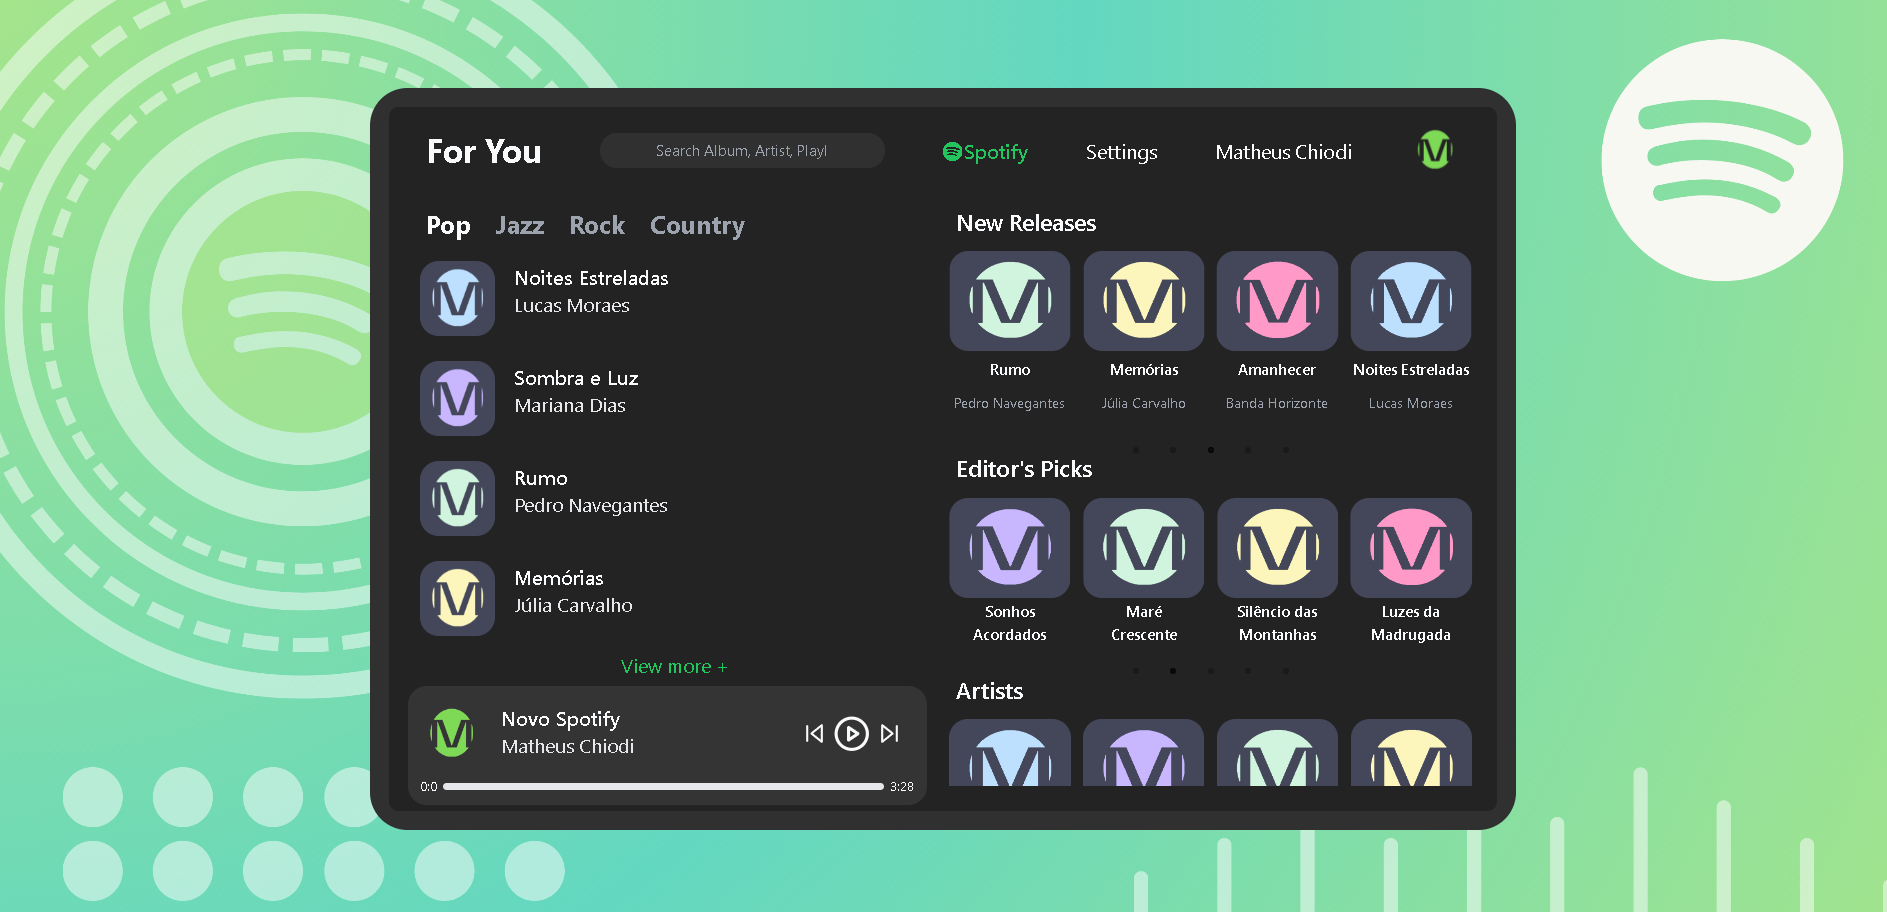 For You
Search Album, Artist, Playl
Spotify
Settings
Matheus Chiodi
Pop Jazz Rock Country
Noites Estreladas
Lucas Moraes
Sombra e Luz
Mariana Dias
Rumo
Pedro Navegantes
Memórias
Júlia Carvalho
View more +
Novo Spotify
Matheus Chiodi
0:0
3:28
New Releases
Rumo
Pedro Navegantes
Memórias
Júlia Carvalho
Amanhecer
Banda Horizonte
Noites Estreladas
Lucas Moraes
Editor's Picks
Sonhos
Acordados
Maré
Crescente
Silêncio das
Montanhas
Luzes da
Madrugada
Artists